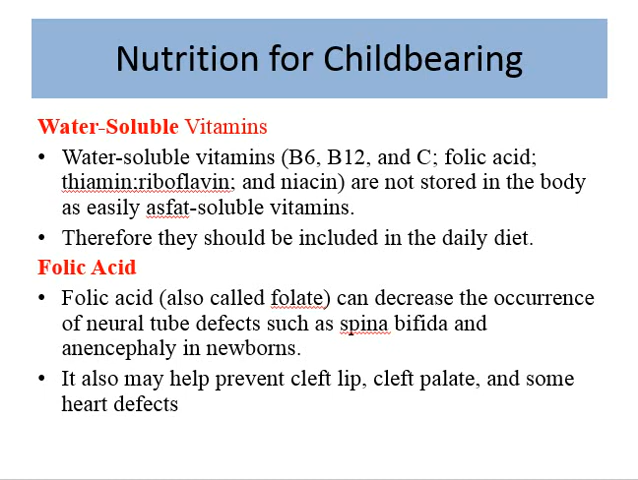 Nutrition for Childbearing
Water-Soluble Vitamins
• Water-soluble vitamins (B6, B12, and C; folic acid;
thiamin:riboflavin; and niacin) are not stored in the body
as easily asfat-soluble vitamins.
• Therefore they should be included in the daily diet.
Folic Acid
• Folic acid (also called folate) can decrease the occurrence
of neural tube defects such as spina bifida and
anencephaly in newborns.
• It also may help prevent cleft lip, cleft palate, and some
heart defects